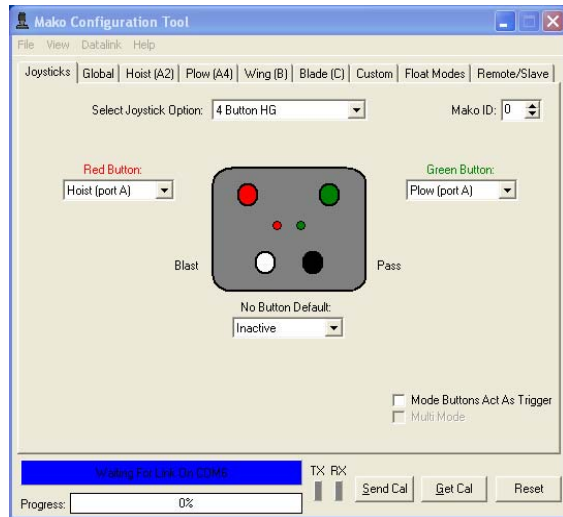 Mako Configuration Tool
File View Datalink Help
Joysticks Global Hoist (A2) Plow (A4) Wing (B) Blade (C) Custom Float Modes Remote/Slave
Select Joystick Option: 4 Button HG Mako ID: 0
Red Button: Green Button:
Hoist (port A) Plow (port A)
Blast Pass
No Button Default:
Inactive
Mode Buttons Act As Trigger
Multi Mode
Waiting For Link On COM6 TX RX
Send Cal Get Cal Reset
Progress: 0%